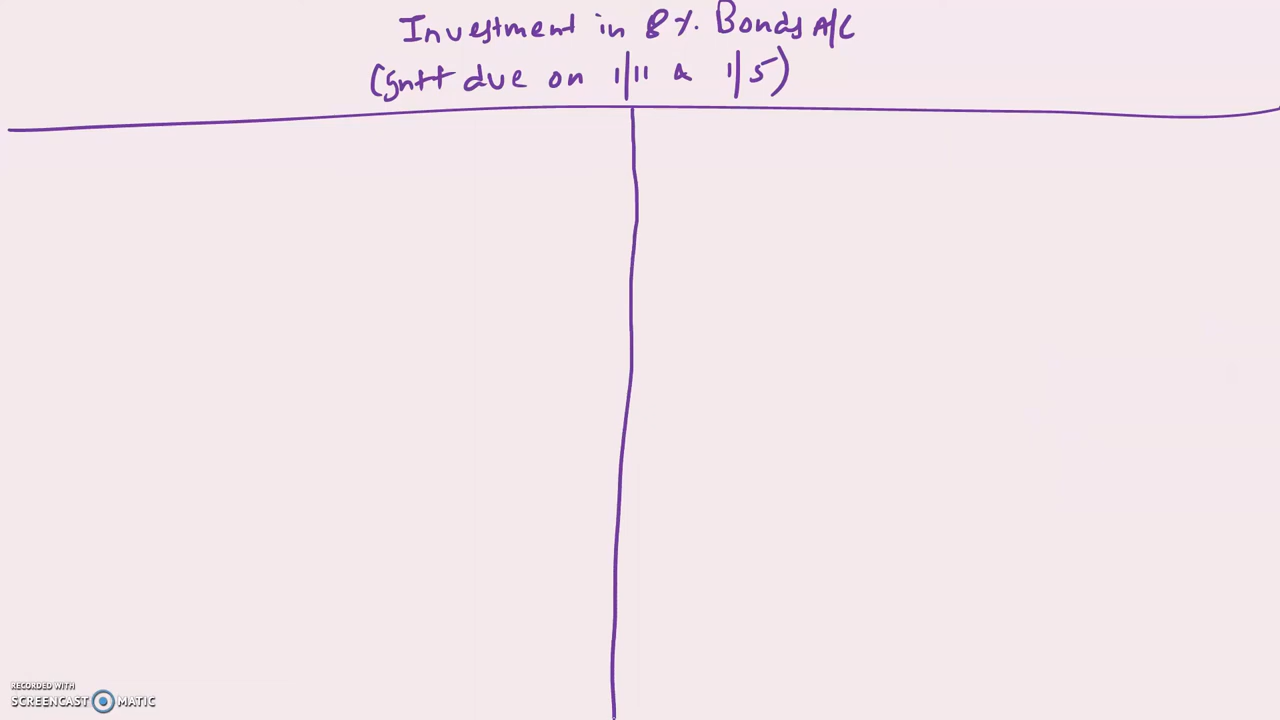 Investment in 8%. Bonds A/C
(Intt due on 1/11 & 1/5)
RECORDED WITH
SCREENCAST MATIC